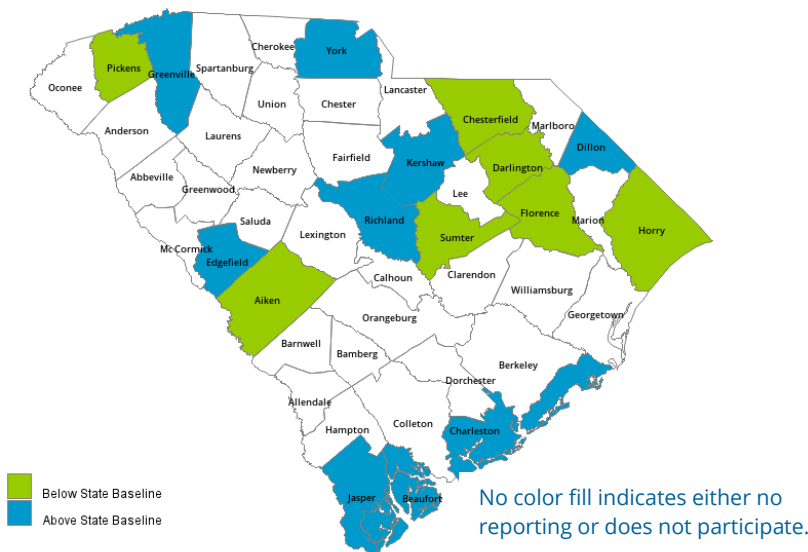 Cherokee
York
Pickens
Greenville
Spartanburg
Oconee
Lancaster
Union
Chester
Chesterfield
Marlboro
Anderson
Laurens
Dillon
Fairfield
Kershaw
Darlington
Newberry
Abbeville
Greenwood
Lee
Florence
Richland
Saluda
Marion
Horry
Lexington
Sumter
Mc Cormick
Edgefield
Clarendon
Calhoun
Williamsburg
Aiken
Georgetown
Orangeburg
Barnwell
Bamberg
Berkeley
Dorchester
Allendale
Colleton
Hampton
Charleston
Jasper
Beaufort
Below State Baseline
Above State Baseline
No color fill indicates either no
reporting or does not participate.